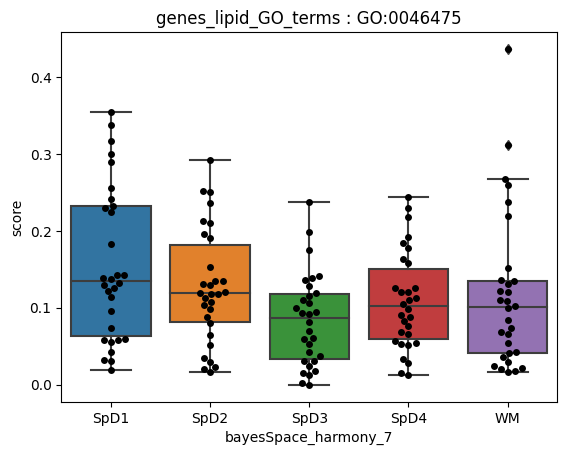 genes_lipid_GO_terms : GO:0046475
0.4
0.3
0.2
0.1
0.0
score
SpD1 SpD2 SpD3 SpD4 WM
bayesSpace_harmony_7